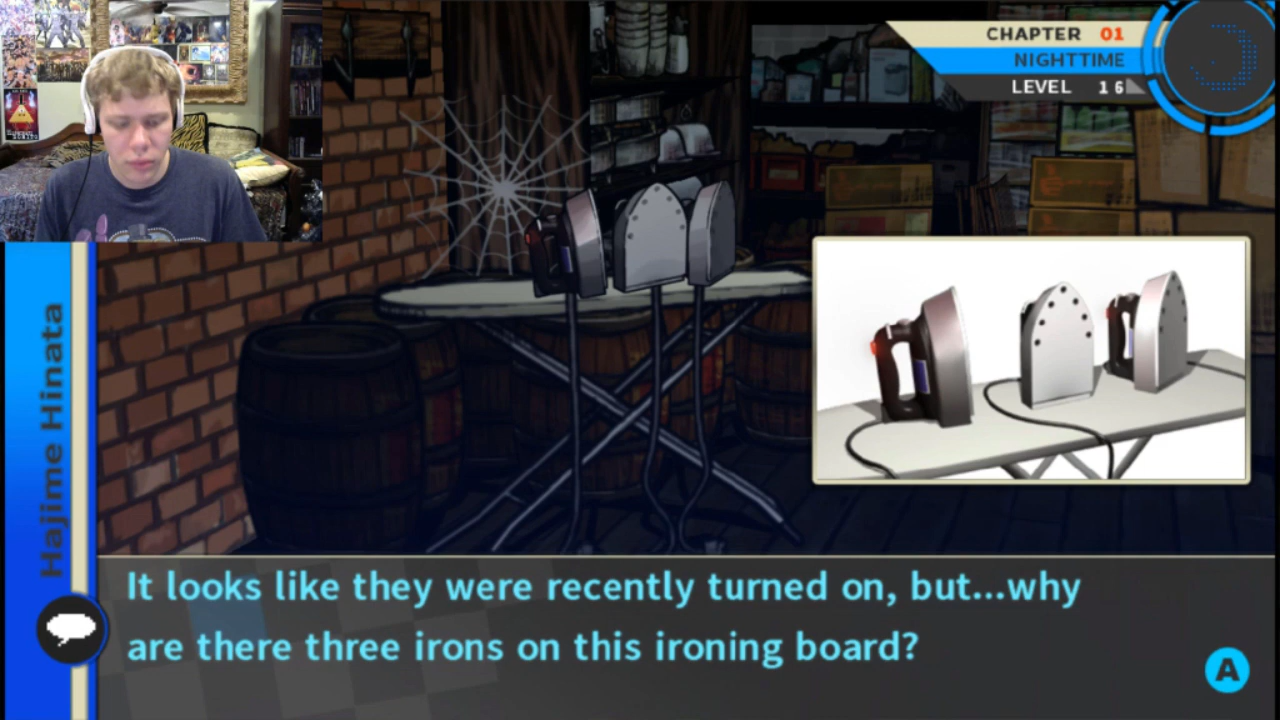 CHAPTER 01
NIGHTTIME
LEVEL 16
Hajime Hinata
It looks like they were recently turned on, but...why
are there three irons on this ironing board?
A